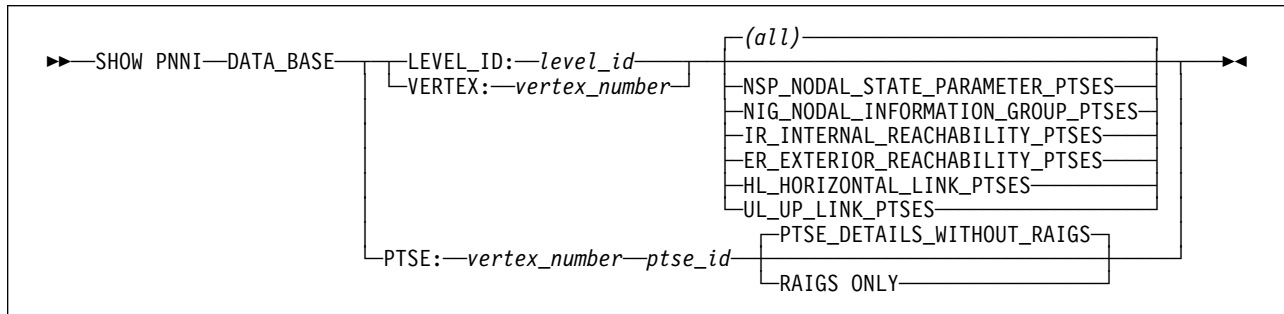 (all)
SHOW PNNI DATA_BASE LEVEL_ID: level_id
VERTEX: vertex_number
NSP_NODAL_STATE_PARAMETER_PTSES
NIG_NODAL_INFORMATION_GROUP_PTSES
IR_INTERNAL_REACHABILITY_PTSES
ER_EXTERIOR_REACHABILITY_PTSES
HL_HORIZONTAL_LINK_PTSES
UL_UP_LINK_PTSES
PTSE_DETAILS_WITHOUT_RAIGS
PTSE: vertex_number ptse_id
RAIGS ONLY